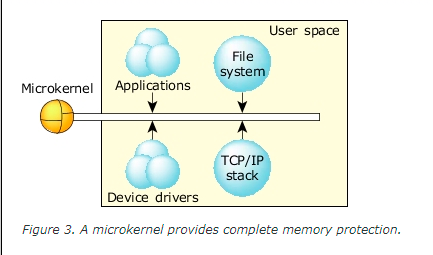 User space
File
system
Microkernel
Applications
TCP/IP
stack
Device drivers
Figure 3. A microkernel provides complete memory protection.